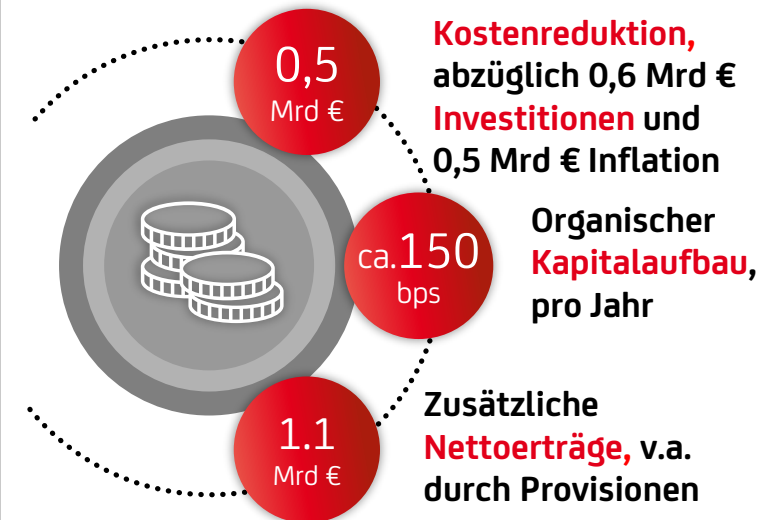 0,5
Mrd €
Kostenreduktion,
abzüglich 0,6 Mrd €
Investitionen und
0,5 Mrd € Inflation
ca.150
bps
Organischer
Kapitalaufbau,
pro Jahr
1.1
Mrd €
Zusätzliche
Nettoerträge, v.a.
durch Provisionen